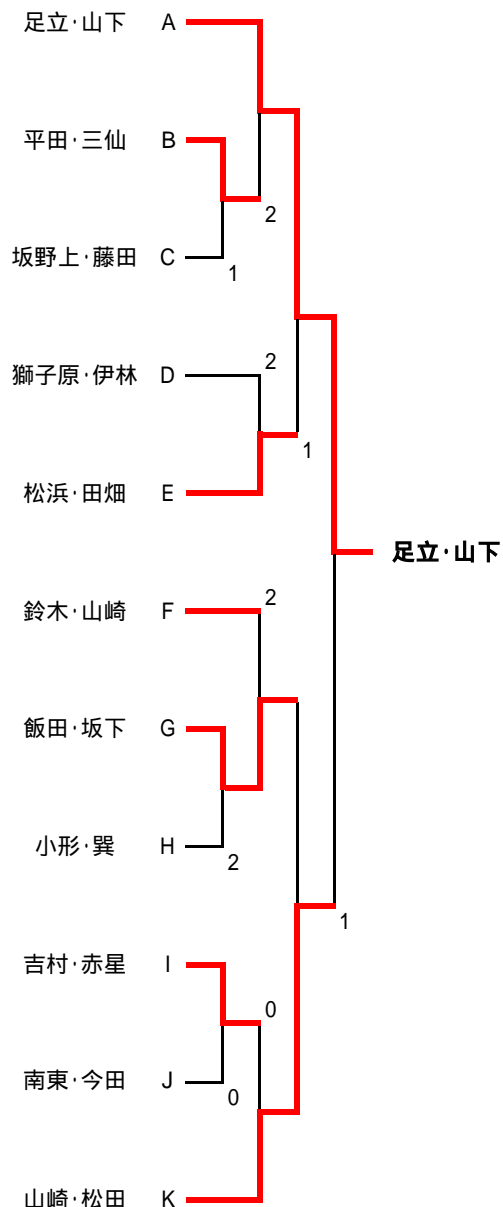 足立・山下 A
平田・三仙 B
2
坂野上・藤田 C
1
獅子原・伊林 D
2
1
松浜・田畑 E
足立・山下
鈴木・山崎 F
2
飯田・坂下 G
小形・巽 H
2
1
吉村・赤星 I
0
南東・今田 J
0
山崎・松田 K